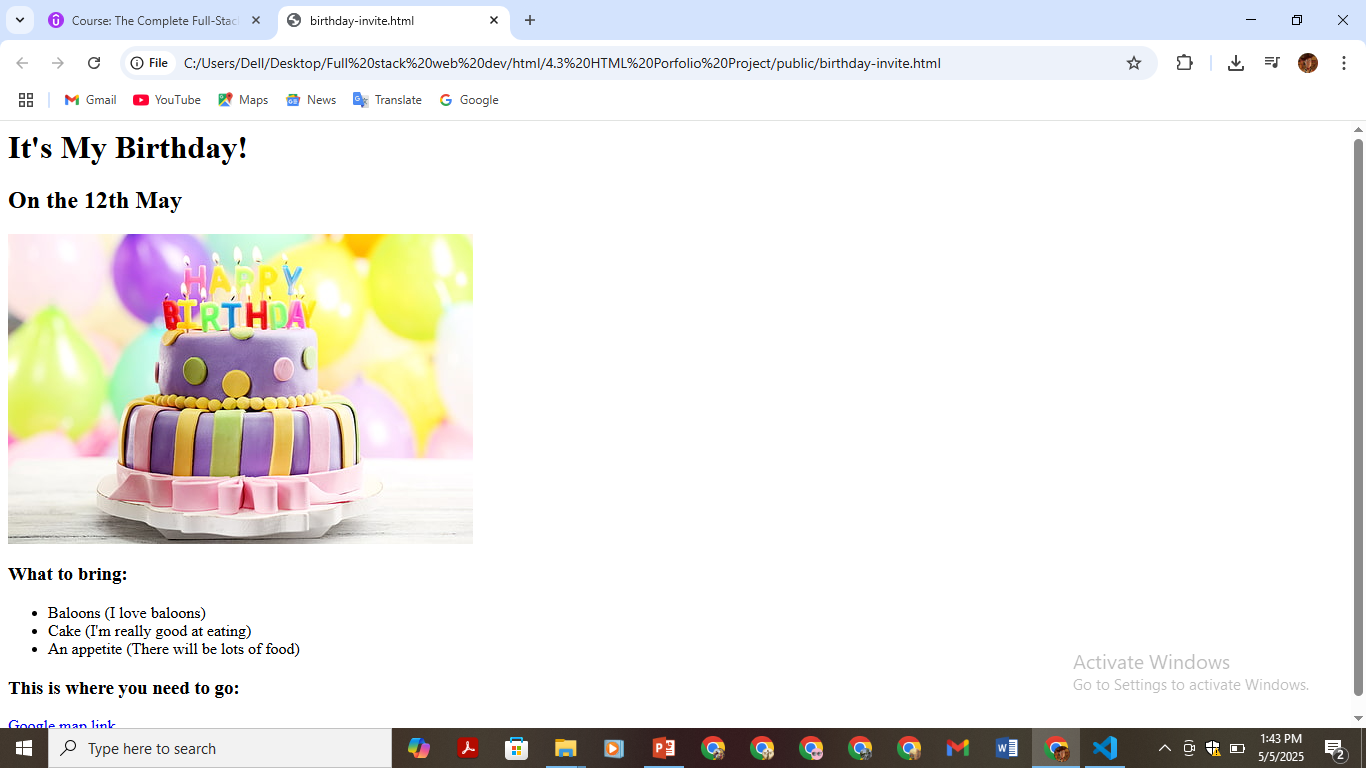 Course: The Complete Full-Stac
birthday-invite.html
File
C:/Users/Dell/Desktop/Full%20stack%20web%20dev/html/4.3%20HTML%20Porfolio%20Project/public/birthday-invite.html
Gmail
YouTube
Maps
News
Translate
Google
It's My Birthday!
On the 12th May
HAPPY
BIRTHDAY
What to bring:
Baloons (I love baloons)
Cake (I'm really good at eating)
An appetite (There will be lots of food)
This is where you need to go:
Google map link
Activate Windows
Go to Settings to activate Windows.
Type here to search
1:43 PM
5/5/2025
2